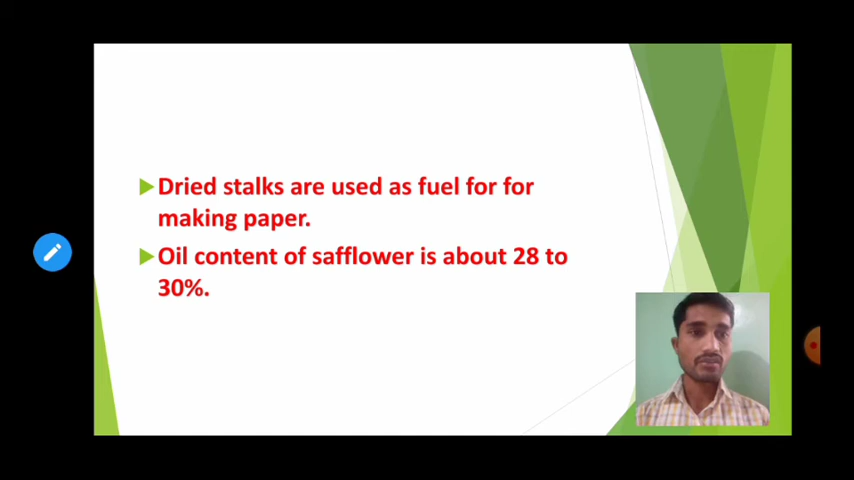 Dried stalks are used as fuel for for
making paper.
Oil content of safflower is about 28 to
30%.